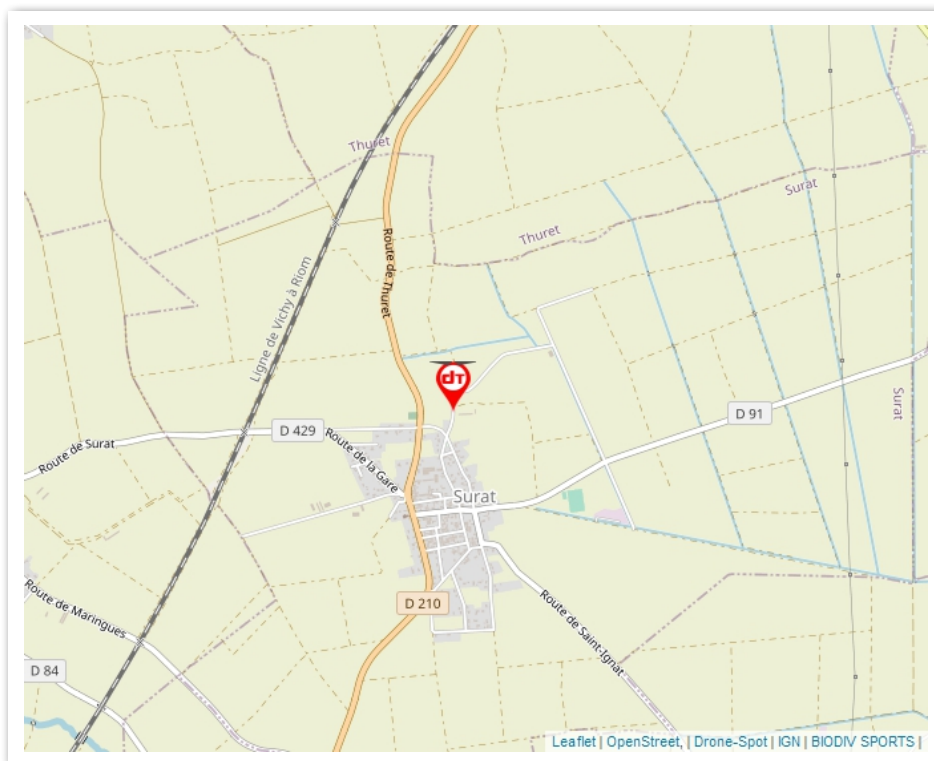 Thuret
Surat
Thuret
Route de Thuret
Ligne de Vichy à Riom
dT
Surat
D 91
D 429
Route de Surat
Route de la Gare
Surat
Route de Maringues
D 210
Route de Saint-Ignat
D 84
Leaflet | OpenStreet, | Drone-Spot | IGN | BIODIV SPORTS |